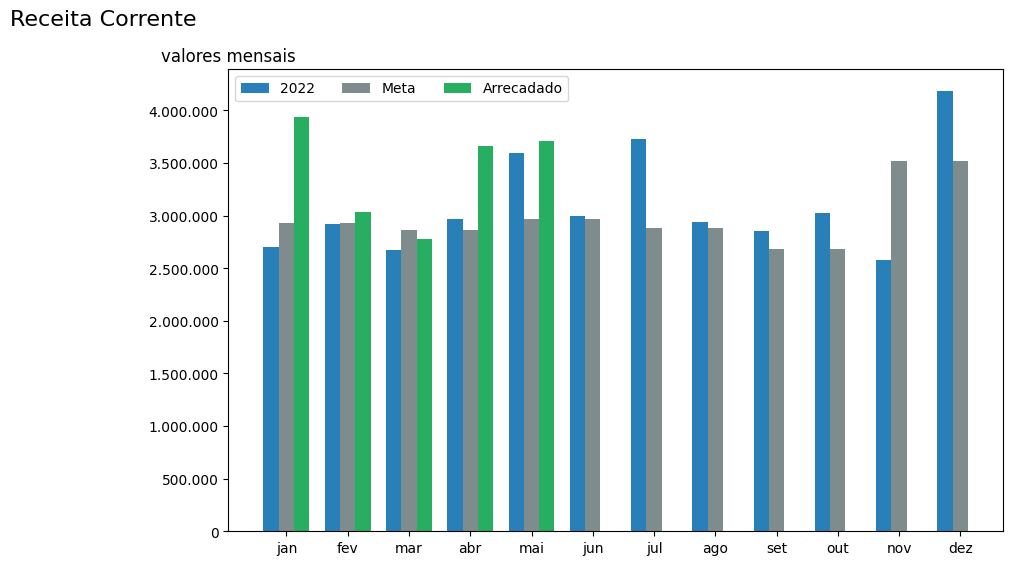 Receita Corrente
valores mensais
2022 Meta Arrecadado
4.000.000
3.500.000
3.000.000
2.500.000
2.000.000
1.500.000
1.000.000
500.000
0
jan fev mar abr mai jun jul ago set out nov dez